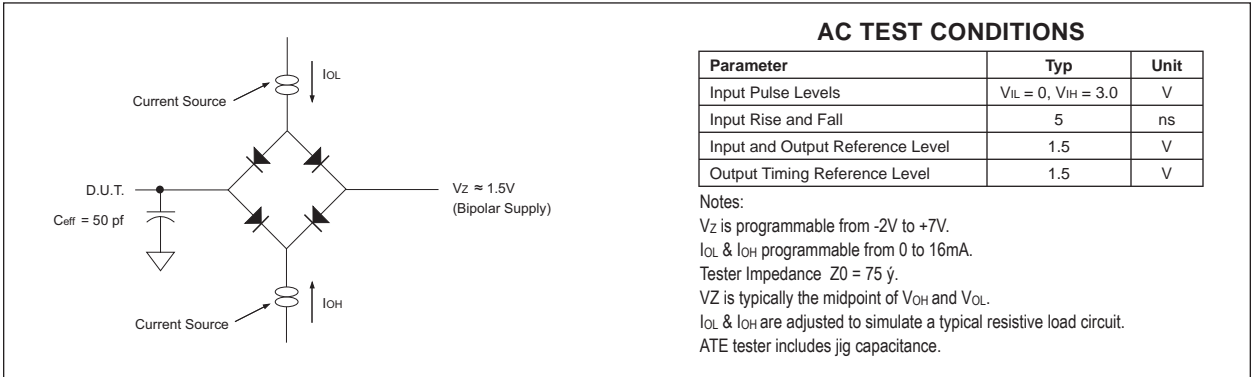 IOL
Current Source
D.U.T.
Ceff = 50 pf
VZ ≈ 1.5V
(Bipolar Supply)
IOH
Current Source
AC TEST CONDITIONS
Parameter Typ Unit
Input Pulse Levels VIL = 0, VIH = 3.0 V
Input Rise and Fall 5 ns
Input and Output Reference Level 1.5 V
Output Timing Reference Level 1.5 V
Notes:
VZ is programmable from -2V to +7V.
IOL & IOH programmable from 0 to 16mA.
Tester Impedance Z0 = 75 ý.
VZ is typically the midpoint of VOH and VOL.
IOL & IOH are adjusted to simulate a typical resistive load circuit.
ATE tester includes jig capacitance.